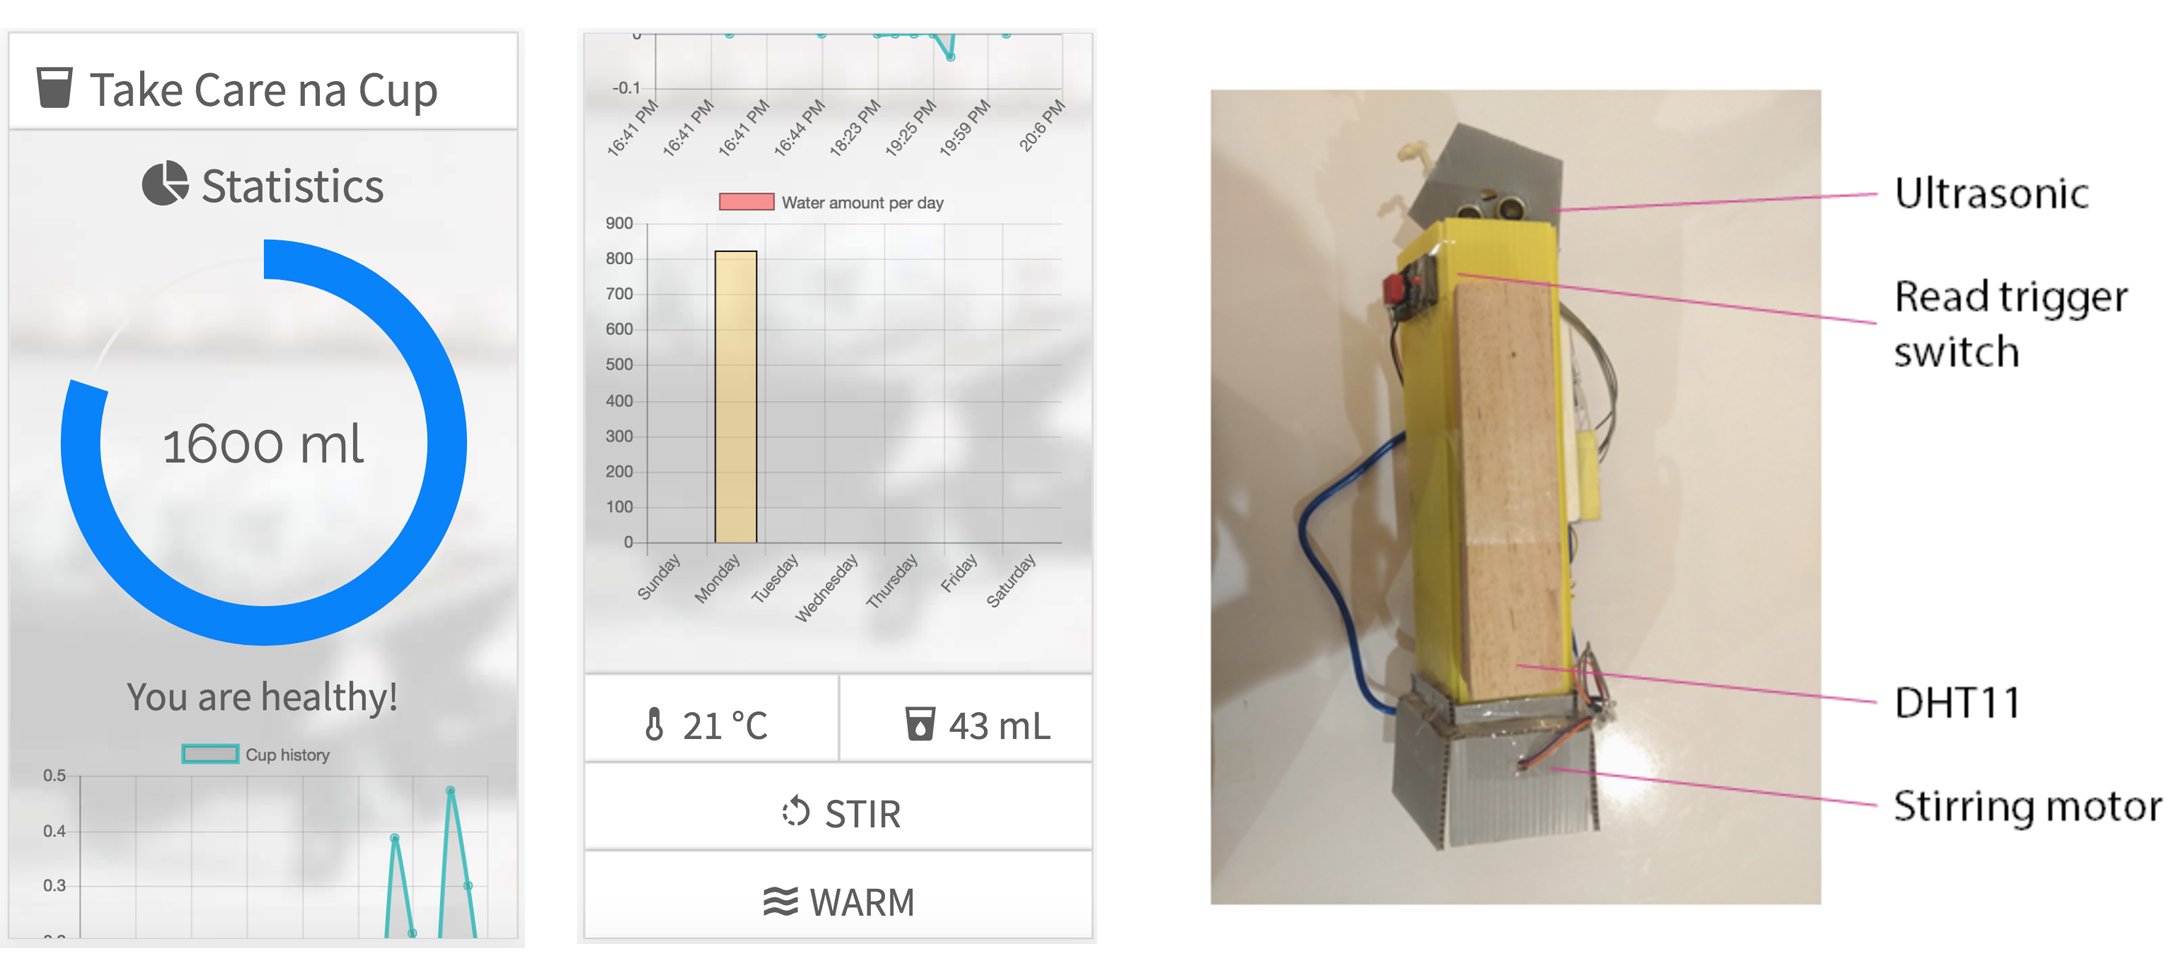 Take Care na Cup
Statistics
1600 ml
You are healthy!
Cup history
0.5
0.4
0.3
0
-0.1
16:41 PM
16:41 PM
16:41 PM
16:44 PM
18:23 PM
19:25 PM
19:59 PM
20:6 PM
Water amount per day
900
800
700
600
500
400
300
200
100
0
Sunday
Monday
Tuesday
Wednesday
Thursday
Friday
Saturday
21 °C
43 mL
STIR
WARM
Ultrasonic
Read trigger
switch
DHT11
Stirring motor